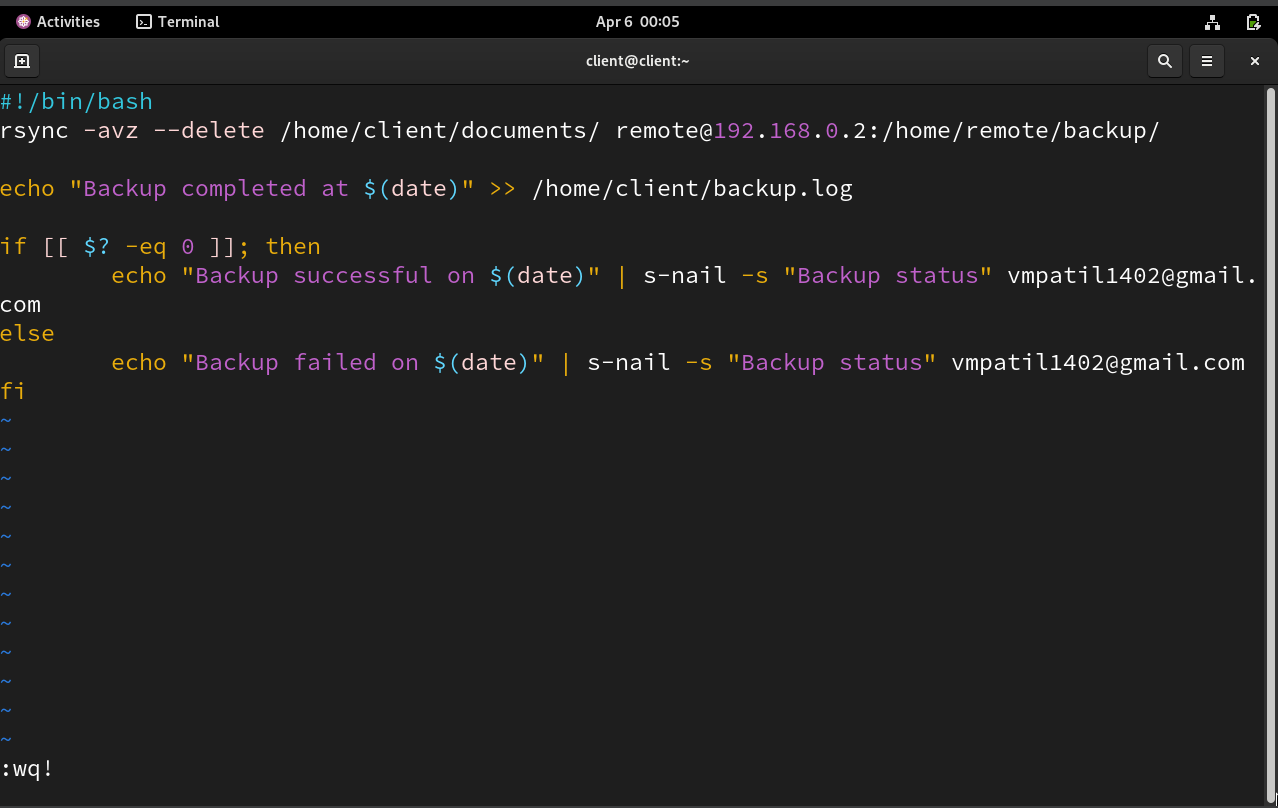 Activities Terminal Apr 6 00:05
client@client:~
#!/bin/bash
rsync -avz --delete /home/client/documents/ remote@192.168.0.2:/home/remote/backup/
echo "Backup completed at $(date)" >> /home/client/backup.log
if [[ $? -eq 0 ]]; then
        echo "Backup successful on $(date)" | s-nail -s "Backup status" vmpatil1402@gmail.
com
else
        echo "Backup failed on $(date)" | s-nail -s "Backup status" vmpatil1402@gmail.com
fi
~
~
~
~
~
~
~
~
~
~
~
~
:wq!